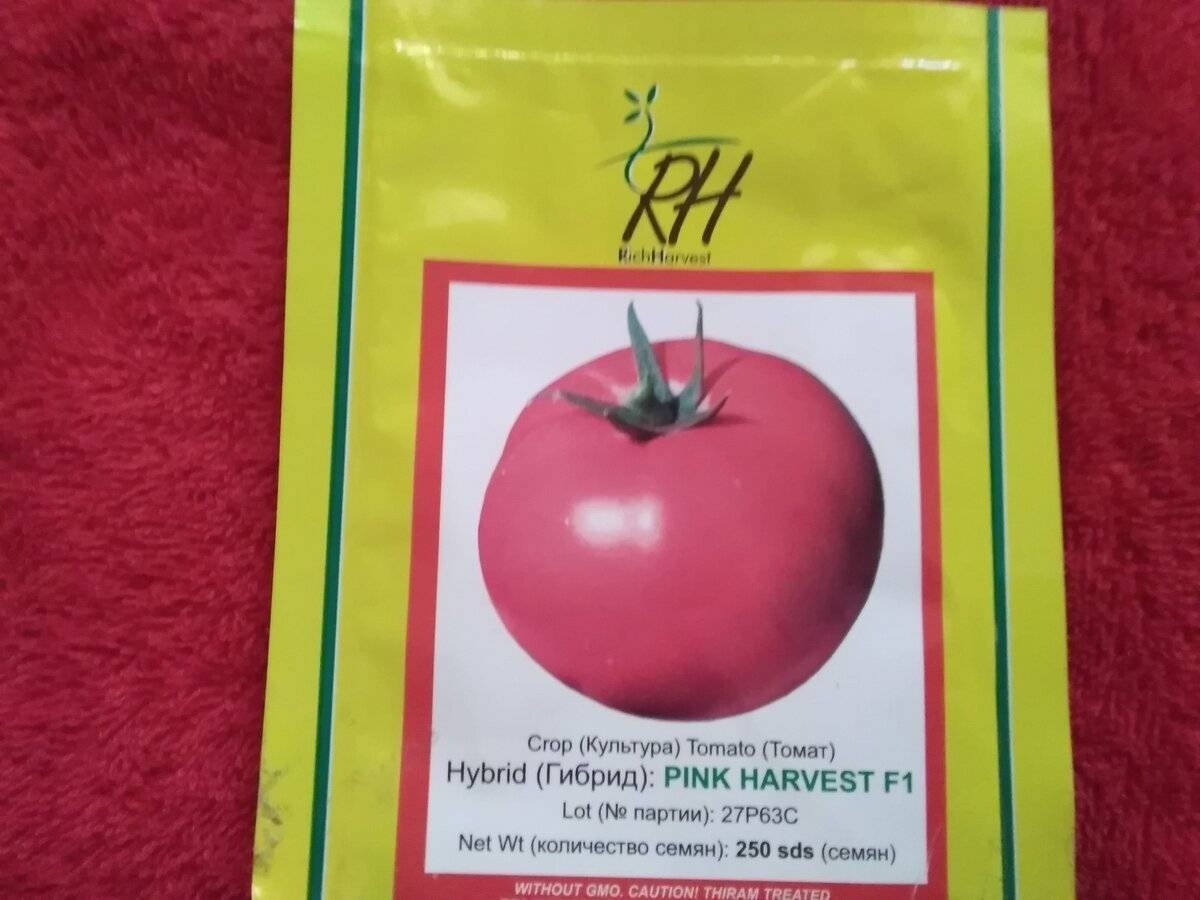 RH
RichHarvest
Crop (Культура) Tomato (Томат)
Hybrid (Гибрид): PINK HARVEST F1
Lot (№ партии): 27P63C
Net Wt (количество семян): 250 sds (семян)
WITHOUT GMO. CAUTION! THIRAM TREATED